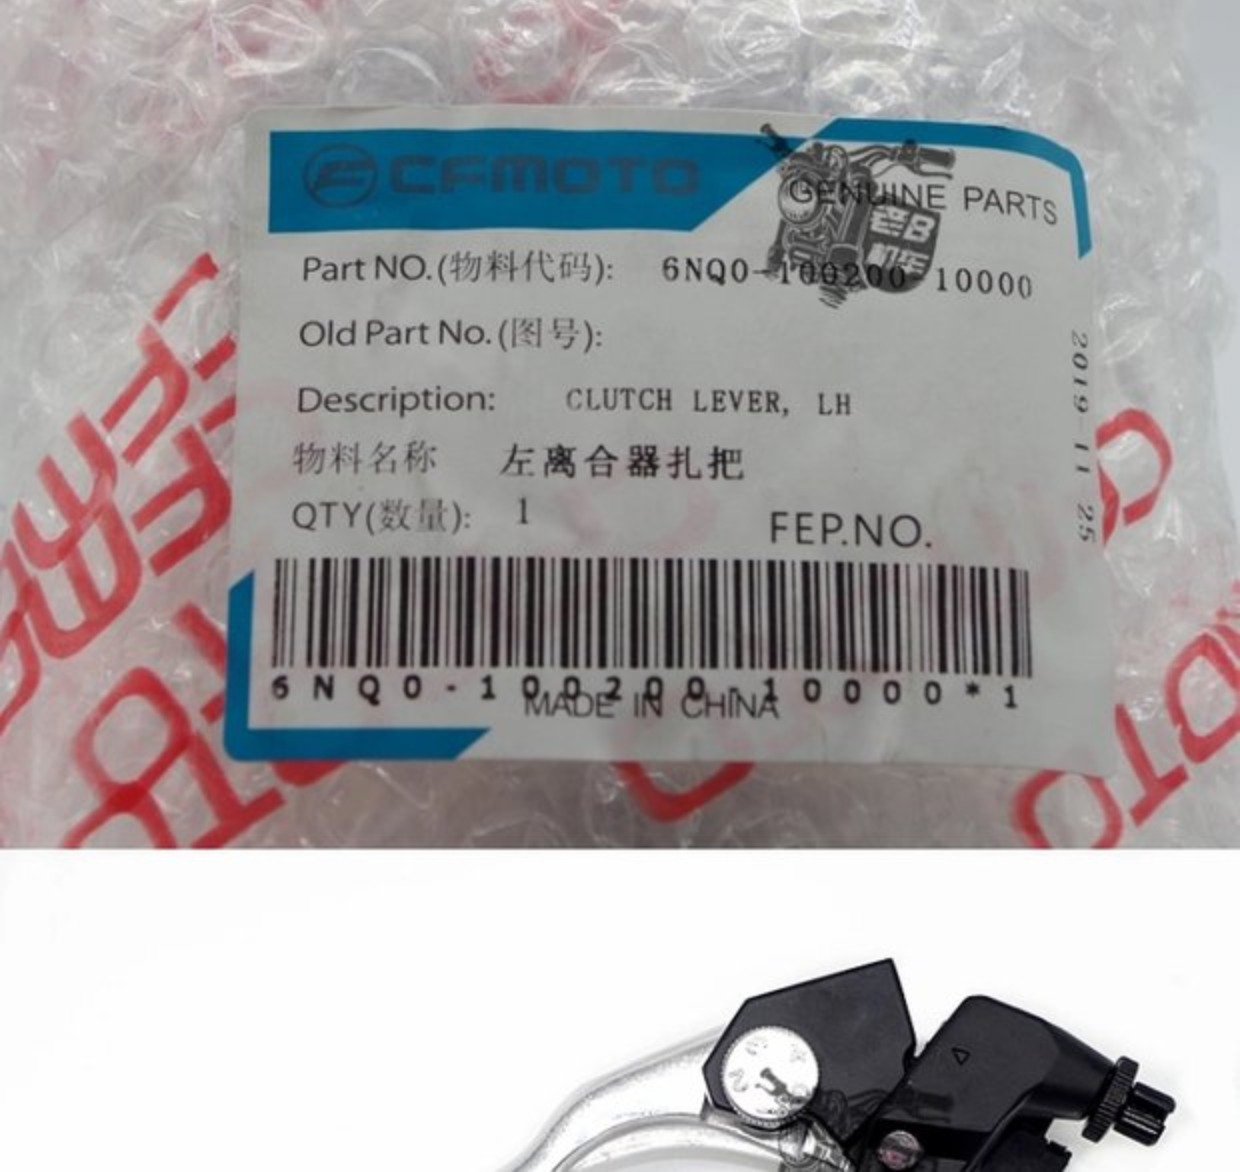 CFMOTO
GENUINE PARTS
Part NO.(物料代码): 6NQ0-100200-10000
Old Part No.(图号):
Description: CLUTCH LEVER, LH
物料名称 左离合器扎把
QTY(数量): 1
FEP.NO.
6NQ0-100200-10000*1
MADE IN CHINA
2019-11 25